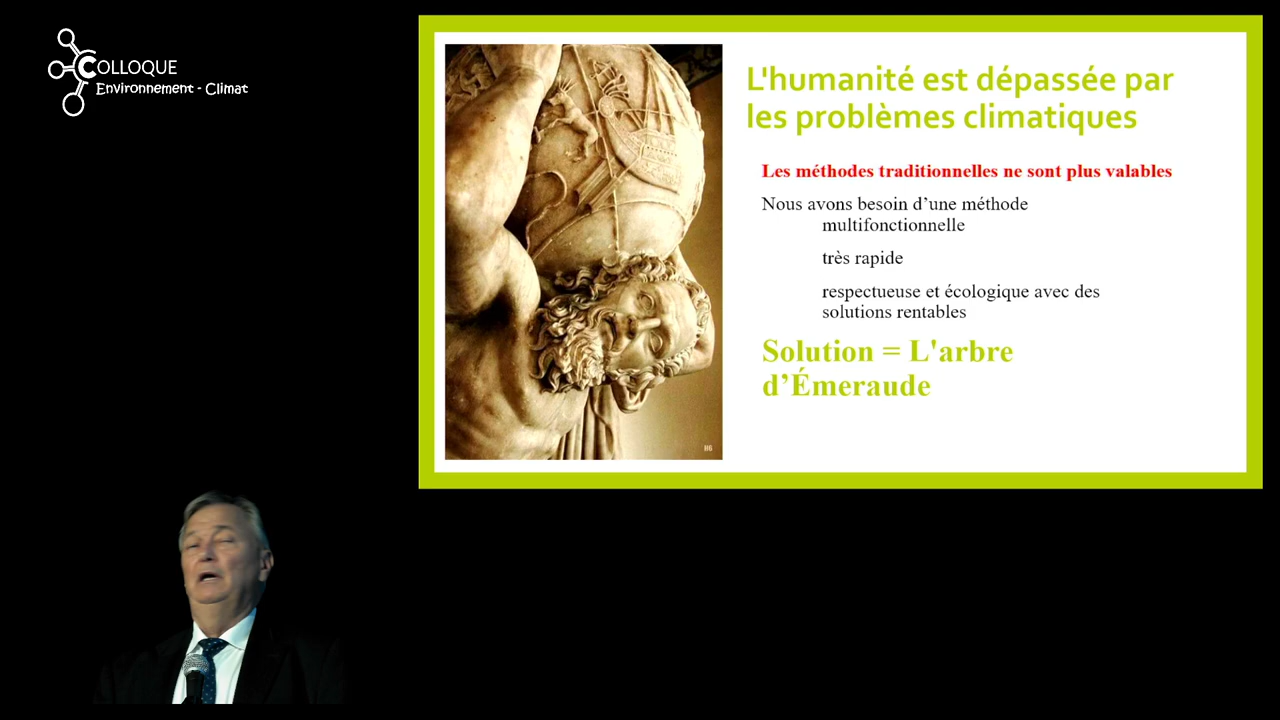 COLLOQUE
Environnement - Climat
L'humanité est dépassée par
les problèmes climatiques
Les méthodes traditionnelles ne sont plus valables
Nous avons besoin d’une méthode
multifonctionnelle
très rapide
respectueuse et écologique avec des
solutions rentables
Solution = L'arbre
d’Émeraude